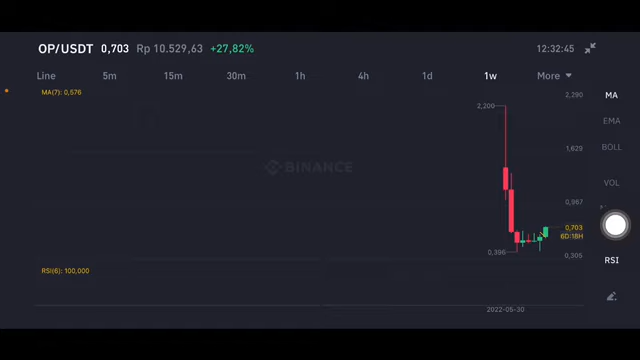 OP/USDT 0,703 Rp 10.529,63 +27,82% 12:32:45
Line 5m 15m 30m 1h 4h 1d 1w More
MA(7): 0,576
2,290
MA
2,200
EMA
BOLL
1,629
BINANCE
VOL
0,967
0,703
6D:18H
0,396
0,305
RSI
RSI(6): 100,000
2022-05-30